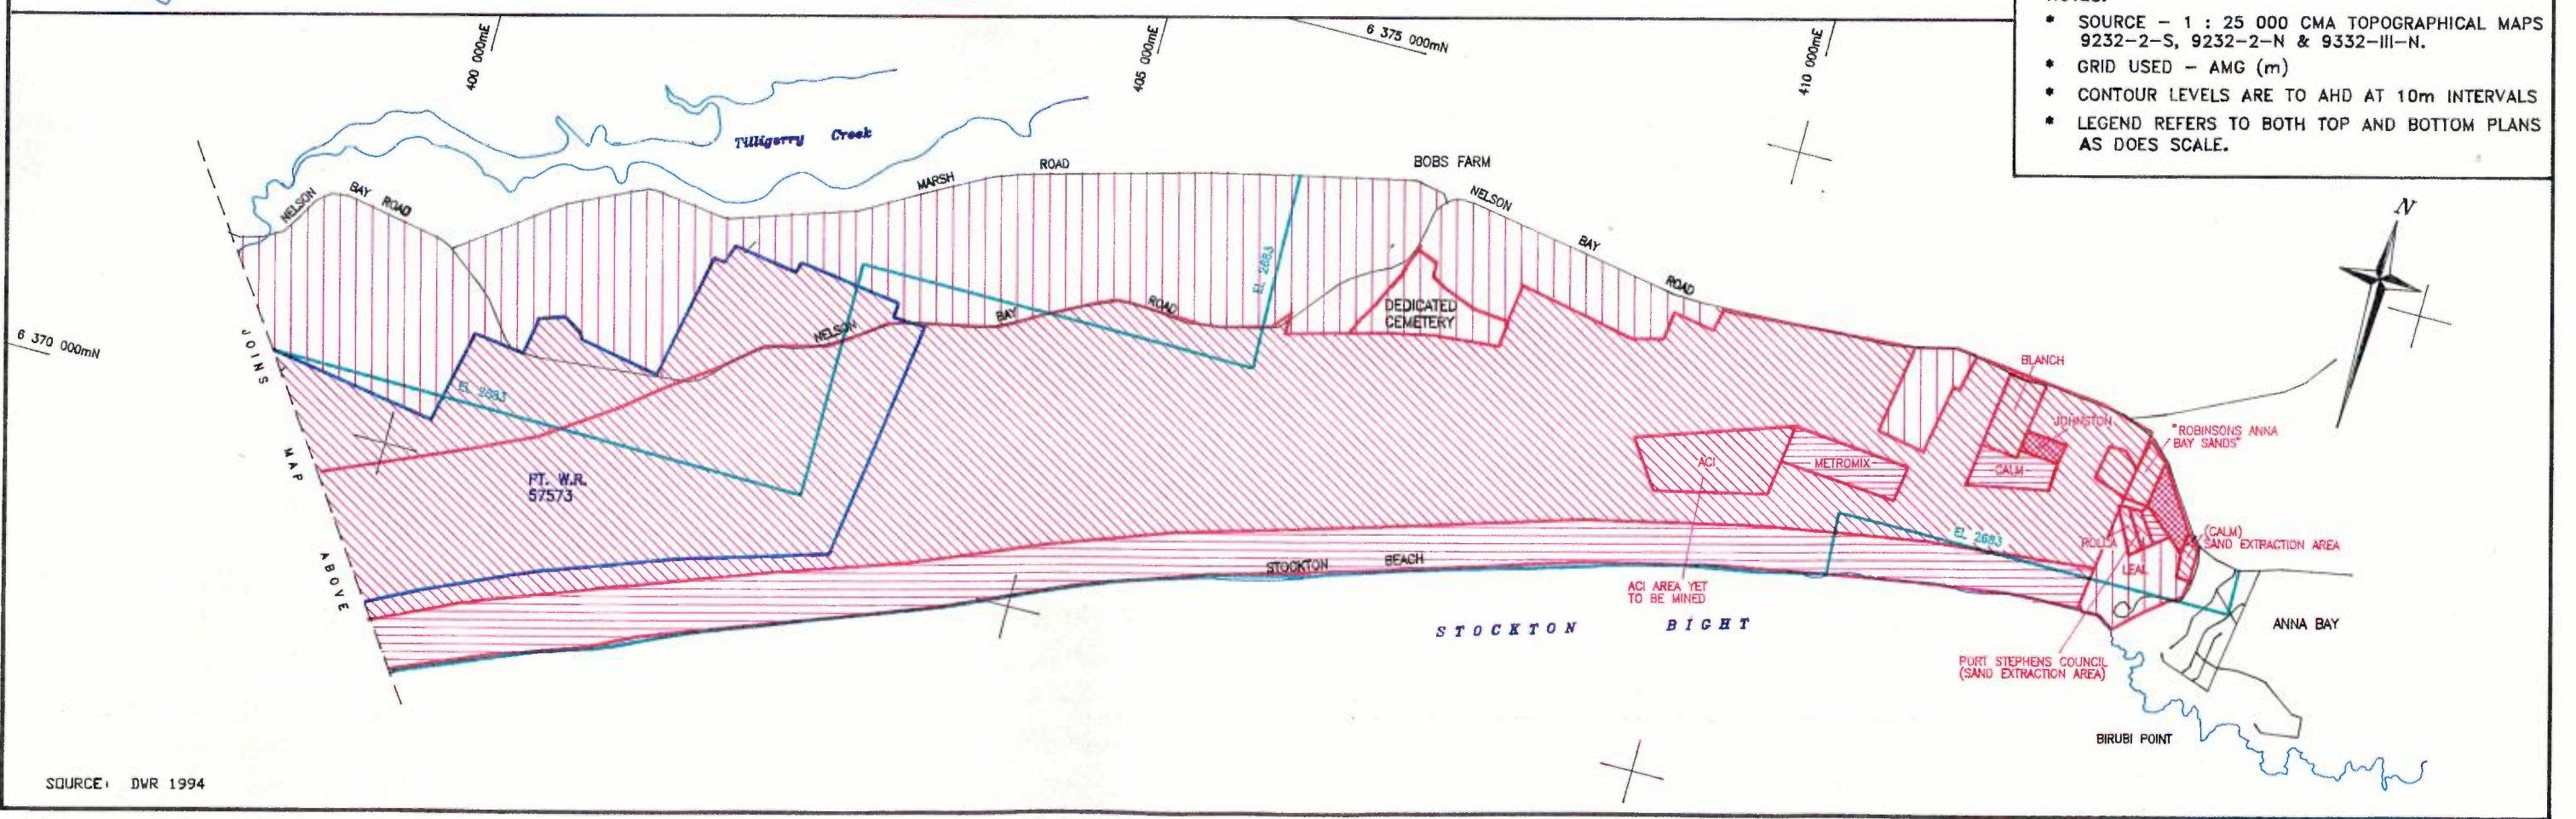 * SOURCE – 1 : 25 000 CMA TOPOGRAPHICAL MAPS
9232–2–S, 9232–2–N & 9332–III–N.
* GRID USED – AMG (m)
* CONTOUR LEVELS ARE TO AHD AT 10m INTERVALS
* LEGEND REFERS TO BOTH TOP AND BOTTOM PLANS
AS DOES SCALE.
400 000mE
405 000mE
6 375 000mN
410 000mE
Tilligerry Creek
NELSON BAY ROAD
MARSH ROAD
BOBS FARM
NELSON BAY ROAD
N
6 370 000mN
JOINS MAP ABOVE
EL 2683
EL 2683
NELSON BAY ROAD
DEDICATED
CEMETERY
BLANCH
JOHNSTON
"ROBINSONS ANNA
BAY SANDS"
ACI
METROMIX
CALM
PT. W.R.
57573
EL 2683
(CALM)
SAND EXTRACTION AREA
LEAL
STOCKTON BEACH
ACI AREA YET
TO BE MINED
STOCKTON BIGHT
ANNA BAY
PORT STEPHENS COUNCIL
(SAND EXTRACTION AREA)
BIRUBI POINT
SOURCE: DWR 1994